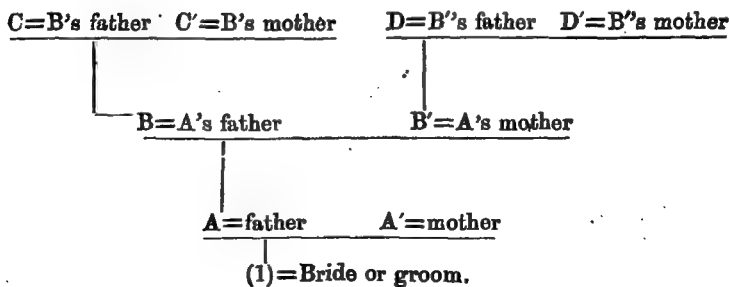 C=B's father C′=B's mother D=B′'s father D′=B′'s mother
B=A's father B′=A's mother
A=father A′=mother
(1)=Bride or groom.